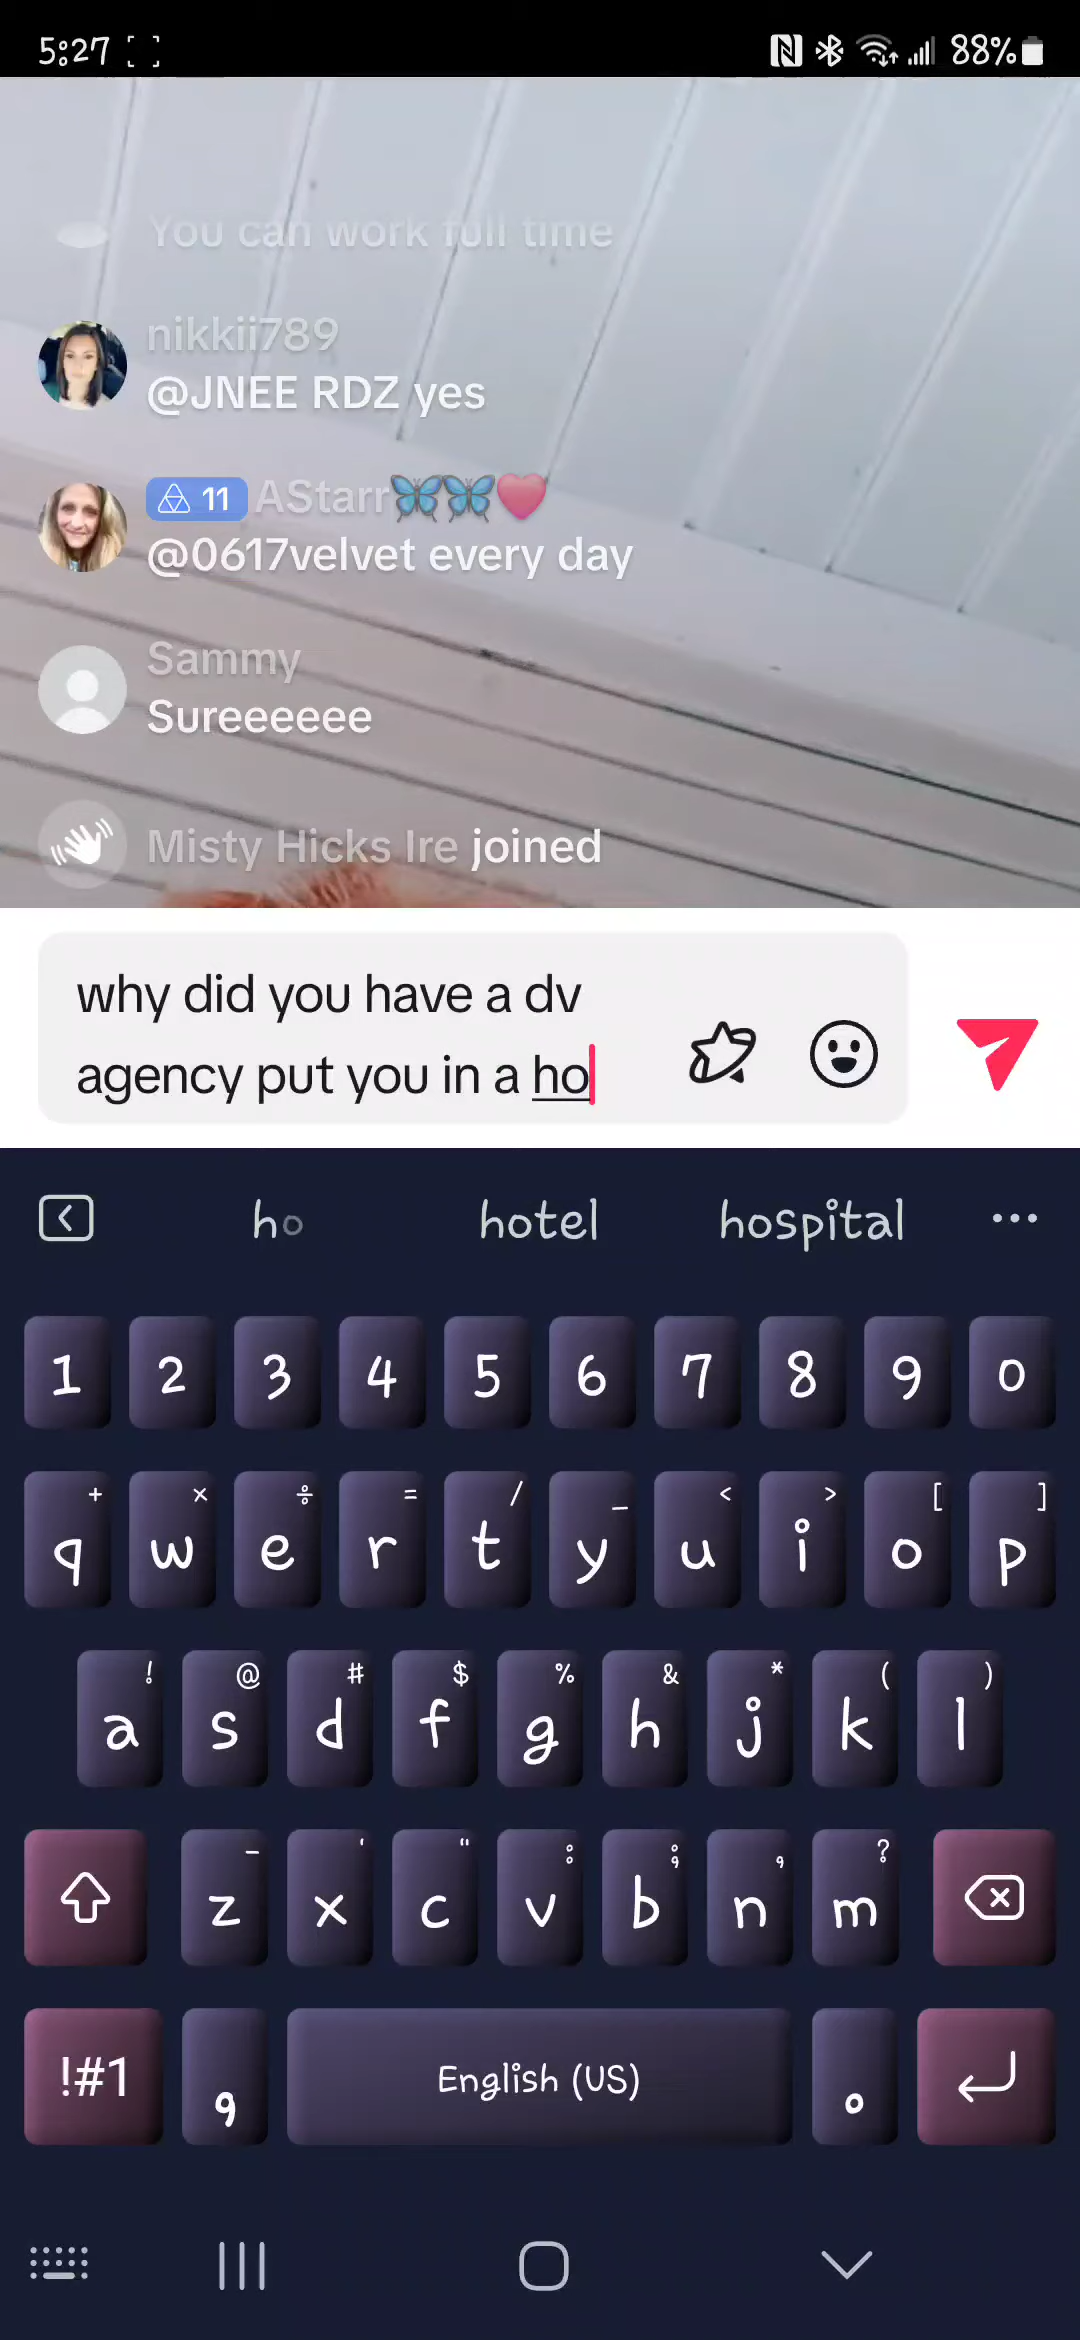 5:27
88%
You can work full time
nikkii789
@JNEE RDZ yes
11 AStarr🦋🦋❤️
@0617velvet every day
Sammy
Sureeeeee
Misty Hicks Ire joined
why did you have a dv
agency put you in a ho
ho hotel hospital ...
1 2 3 4 5 6 7 8 9 0
+ × ÷ = / _ < > [ ]
q w e r t y u i o p
! @ # $ % & * ( )
a s d f g h j k l
- ' " : ; , ?
z x c v b n m
!#1 , English (US) .